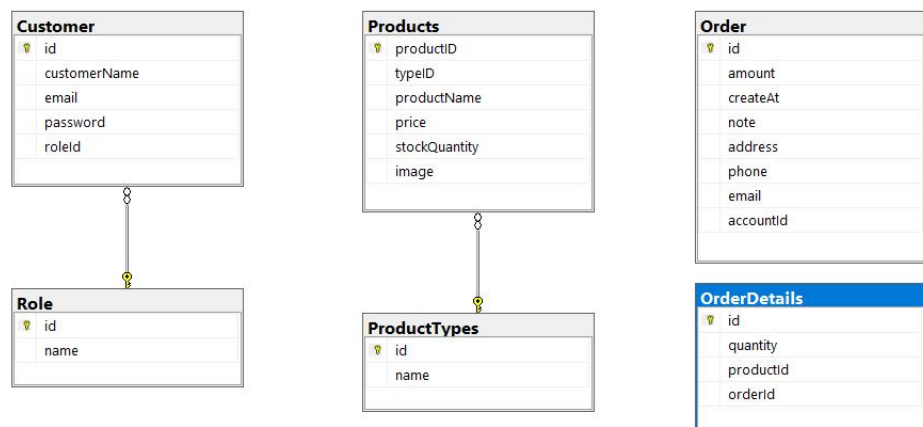 Customer
id
customerName
email
password
roleId
Role
id
name
Products
productID
typeID
productName
price
stockQuantity
image
ProductTypes
id
name
Order
id
amount
createAt
note
address
phone
email
accountId
OrderDetails
id
quantity
productId
orderId